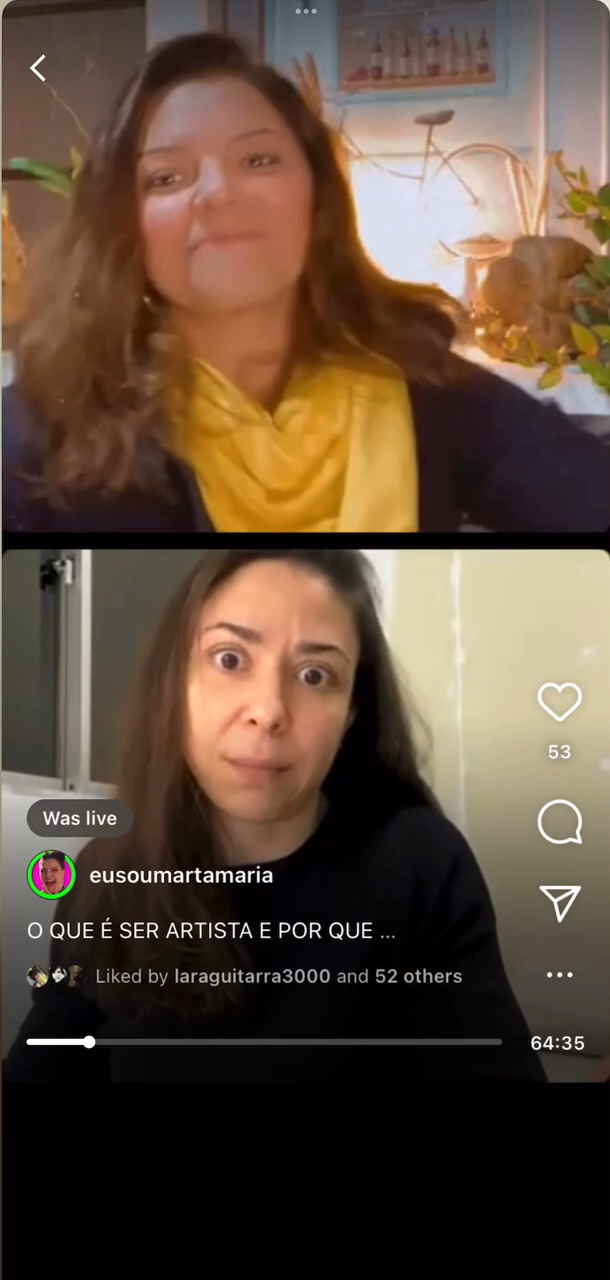 Was live
eusoumartamaria
O QUE É SER ARTISTA E POR QUE ...
Liked by laraguitarra3000 and 52 others
53
64:35